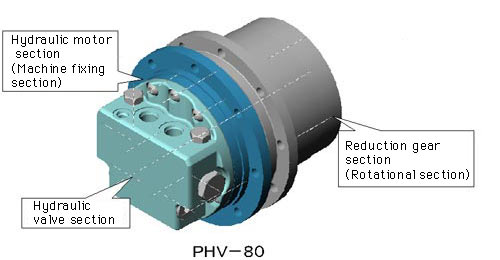 Hydraulic motor
section
(Machine fixing
section)
Reduction gear
section
(Rotational section)
Hydraulic
valve section
PHV-80